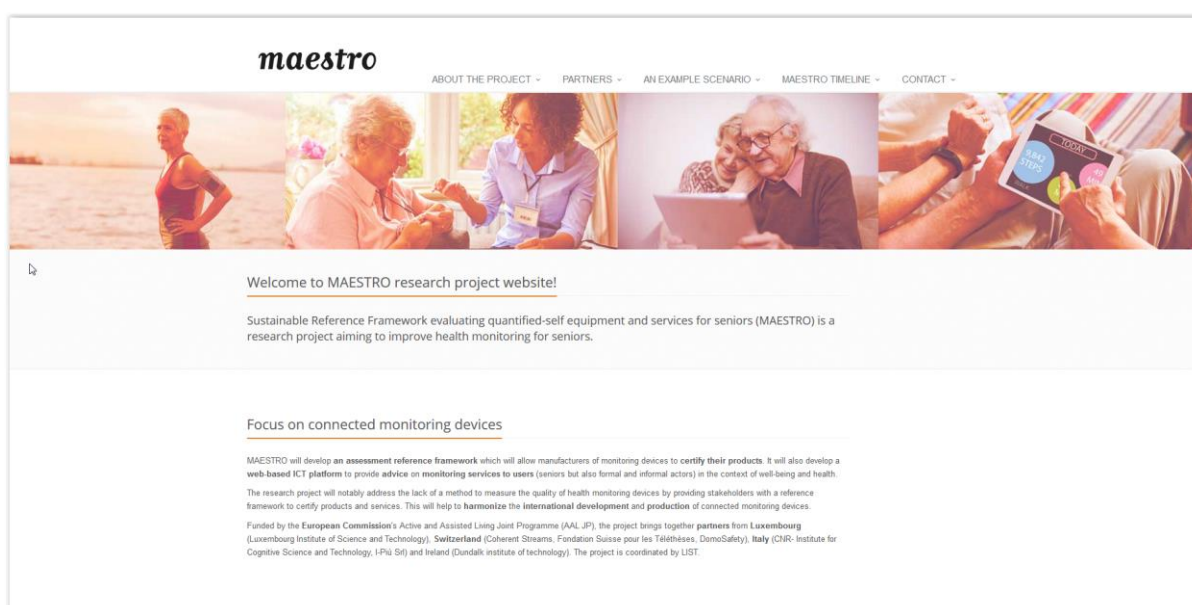 maestro
ABOUT THE PROJECT PARTNERS AN EXAMPLE SCENARIO MAESTRO TIMELINE CONTACT
TODAY
9.842
STEPS
40
Welcome to MAESTRO research project website!
Sustainable Reference Framework evaluating quantified-self equipment and services for seniors (MAESTRO) is a
research project aiming to improve health monitoring for seniors.
Focus on connected monitoring devices
MAESTRO will develop an assessment reference framework which will allow manufacturers of monitoring devices to certify their products. It will also develop a
web-based ICT platform to provide advice on monitoring services to users (seniors but also formal and informal actors) in the context of well-being and health.
The research project will notably address the lack of a method to measure the quality of health monitoring devices by providing stakeholders with a reference
framework to certify products and services. This will help to harmonize the international development and production of connected monitoring devices.
Funded by the European Commission's Active and Assisted Living Joint Programme (AAL JP), the project brings together partners from Luxembourg
(Luxembourg Institute of Science and Technology), Switzerland (Coherent Streams, Fondation Suisse pour les Téléthèses, DomoSafety), Italy (CNR- Institute for
Cognitive Science and Technology, I-Più Srl) and Ireland (Dundalk institute of technology). The project is coordinated by LIST.